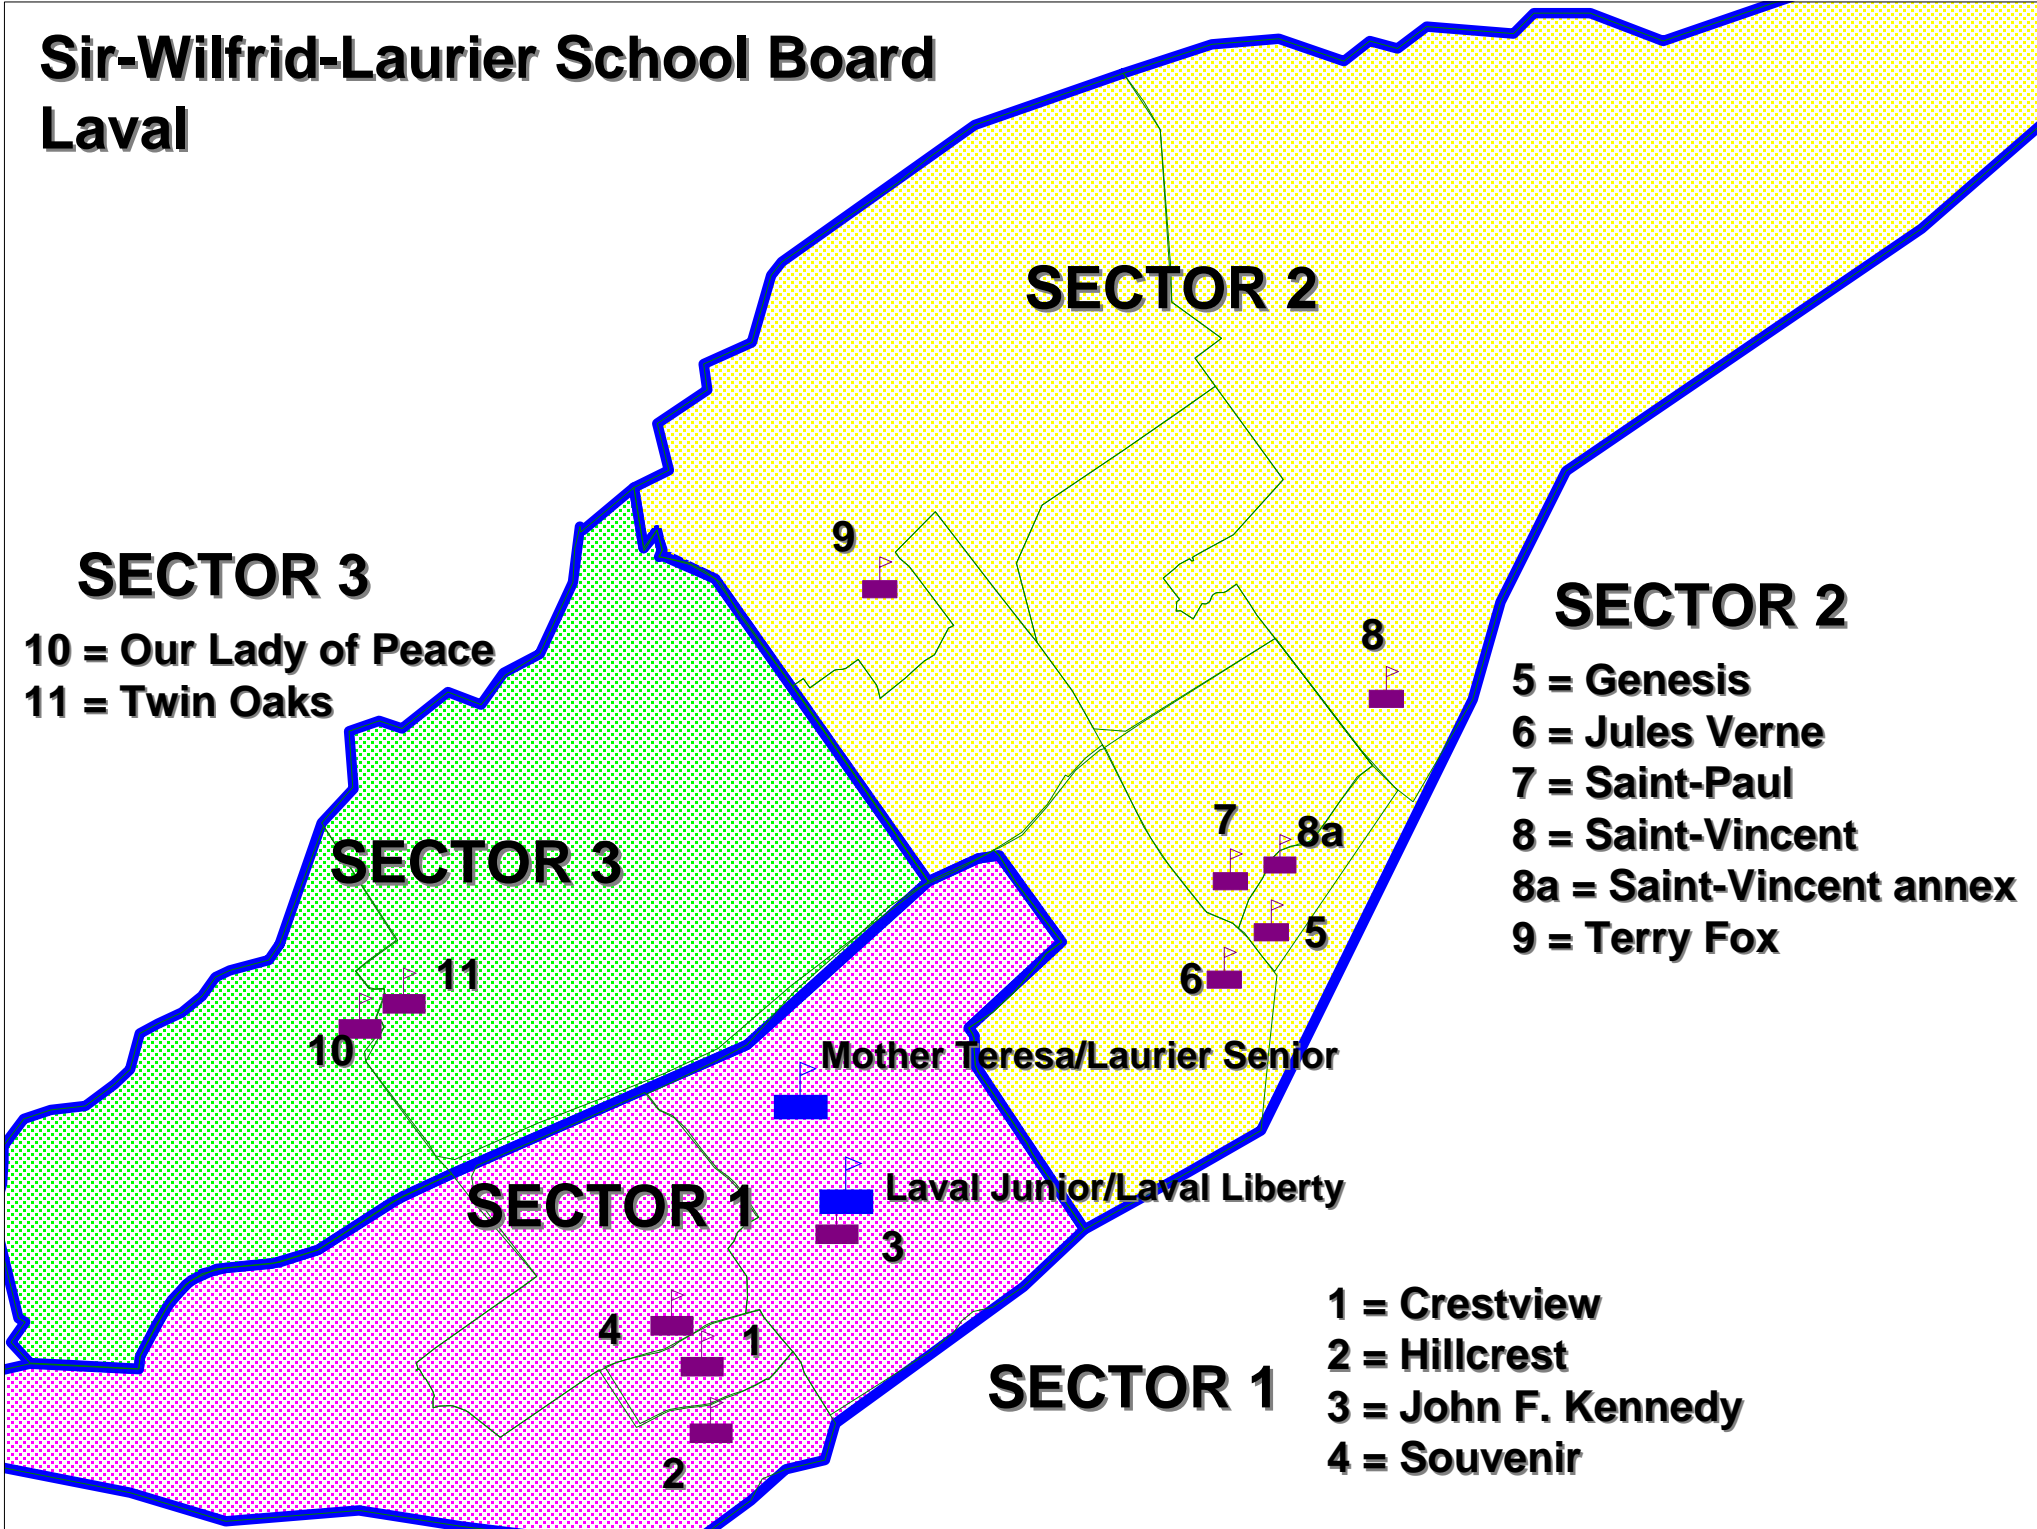 Sir-Wilfrid-Laurier School Board
Laval
SECTOR 2
9
SECTOR 3
10 = Our Lady of Peace
11 = Twin Oaks
8
SECTOR 2
5 = Genesis
6 = Jules Verne
7 = Saint-Paul
8 = Saint-Vincent
8a = Saint-Vincent annex
9 = Terry Fox
7
8a
SECTOR 3
5
11
6
10
Mother Teresa/Laurier Senior
Laval Junior/Laval Liberty
SECTOR 1
3
4
1
2
SECTOR 1
1 = Crestview
2 = Hillcrest
3 = John F. Kennedy
4 = Souvenir